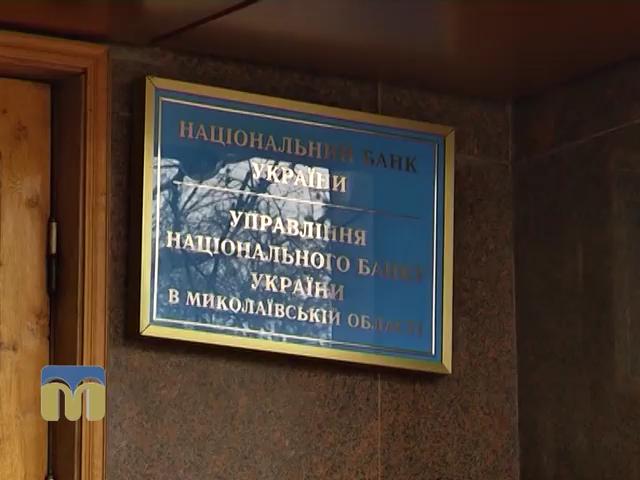 НАЦІОНАЛЬНИЙ БАНК
УКРАЇНИ
УПРАВЛІННЯ
НАЦІОНАЛЬНОГО БАНКУ
УКРАЇНИ
В МИКОЛАЇВСЬКІЙ ОБЛАСТІ
M